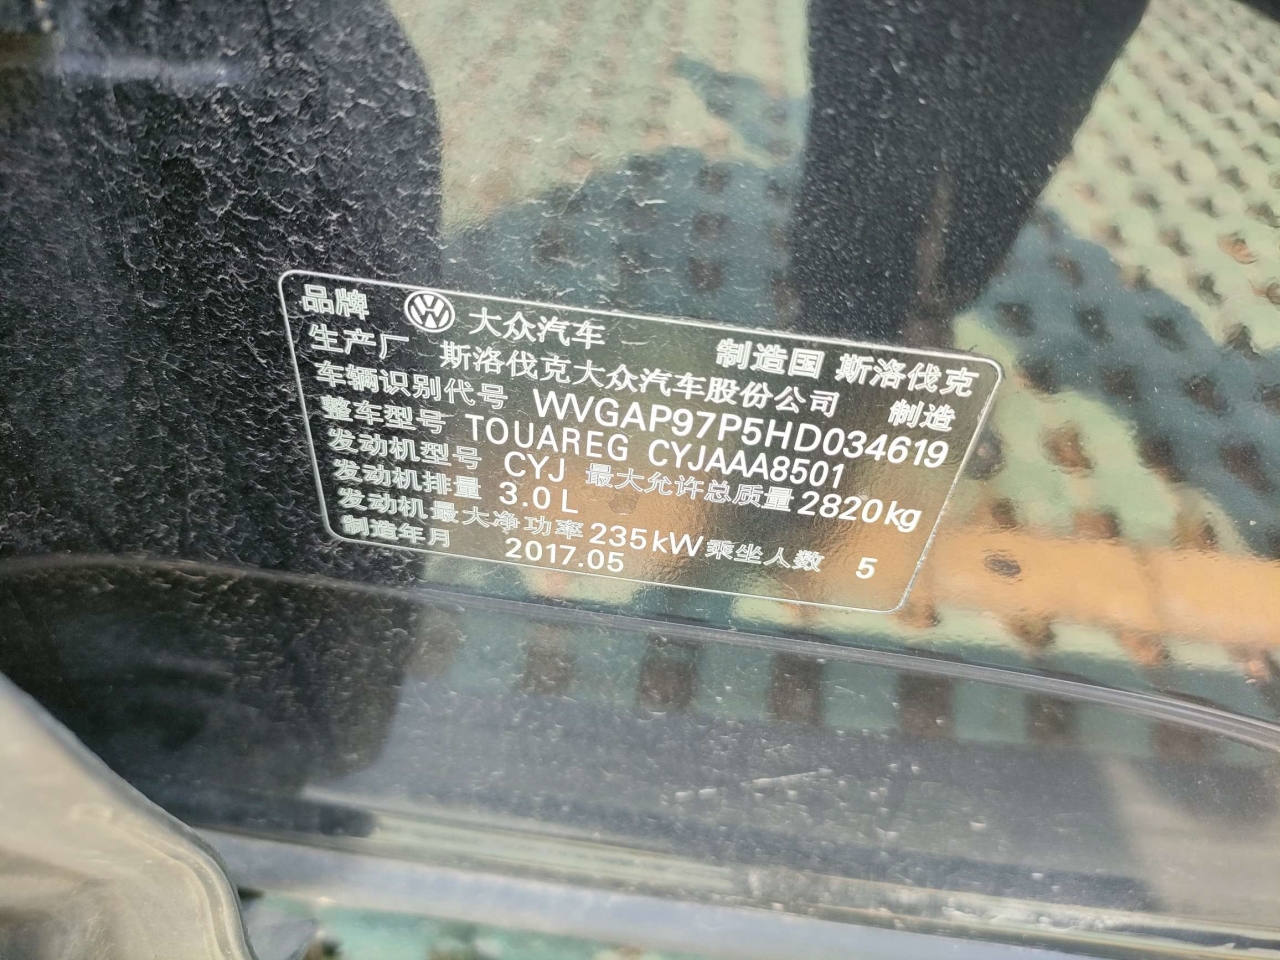 品牌 大众汽车 制造国 斯洛伐克
生产厂 斯洛伐克大众汽车股份公司 制造
车辆识别代号 WVGAP97P5HD034619
整车型号 TOUAREG CYJAAA8501
发动机型号 CYJ 最大允许总质量 2820kg
发动机排量 3.0L
发动机最大净功率 235kW 乘坐人数 5
制造年月 2017.05